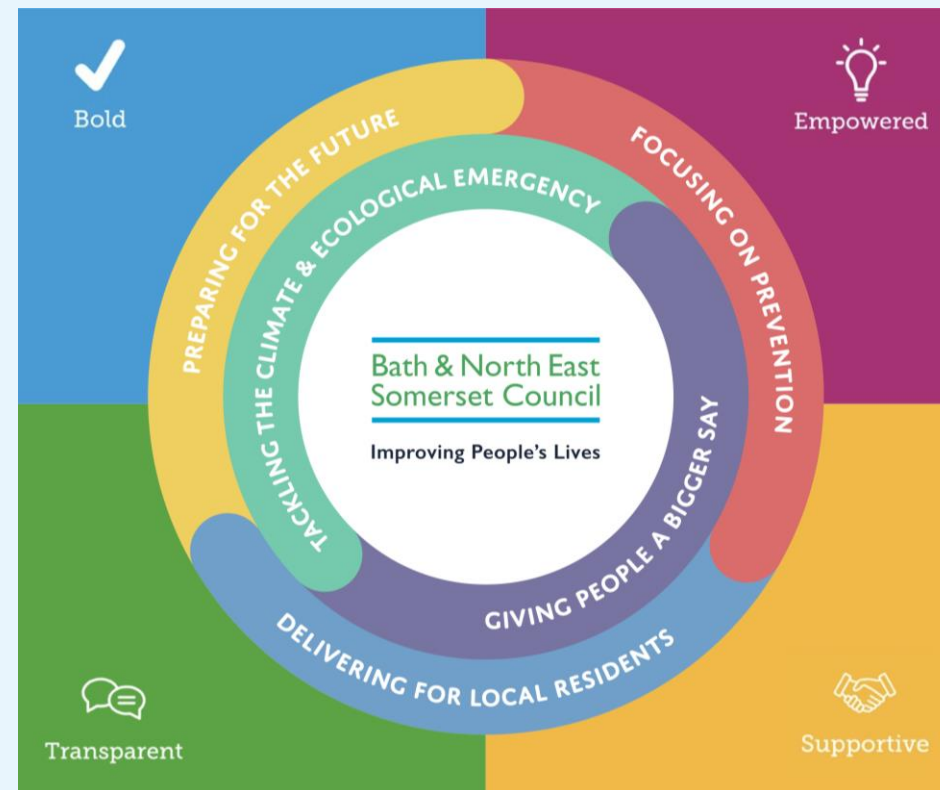 Bold
Empowered
PREPARING FOR THE FUTURE
FOCUSING ON PREVENTION
TACKLING THE CLIMATE & ECOLOGICAL EMERGENCY
Bath & North East
Somerset Council
Improving People's Lives
GIVING PEOPLE A BIGGER SAY
DELIVERING FOR LOCAL RESIDENTS
Transparent
Supportive